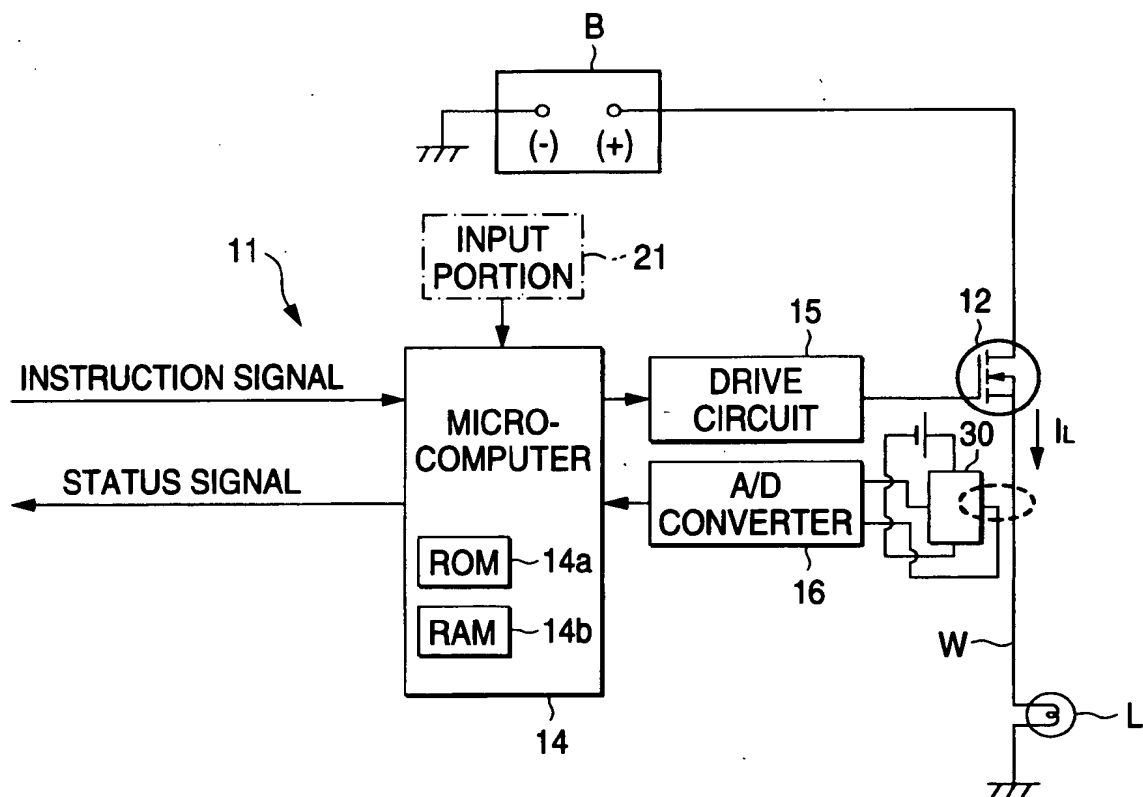 B
(-) (+)
INPUT
PORTION
21
11
12
15
INSTRUCTION SIGNAL
MICRO-
COMPUTER
DRIVE
CIRCUIT
30
IL
STATUS SIGNAL
A/D
CONVERTER
16
ROM
14a
RAM
14b
W
14
L